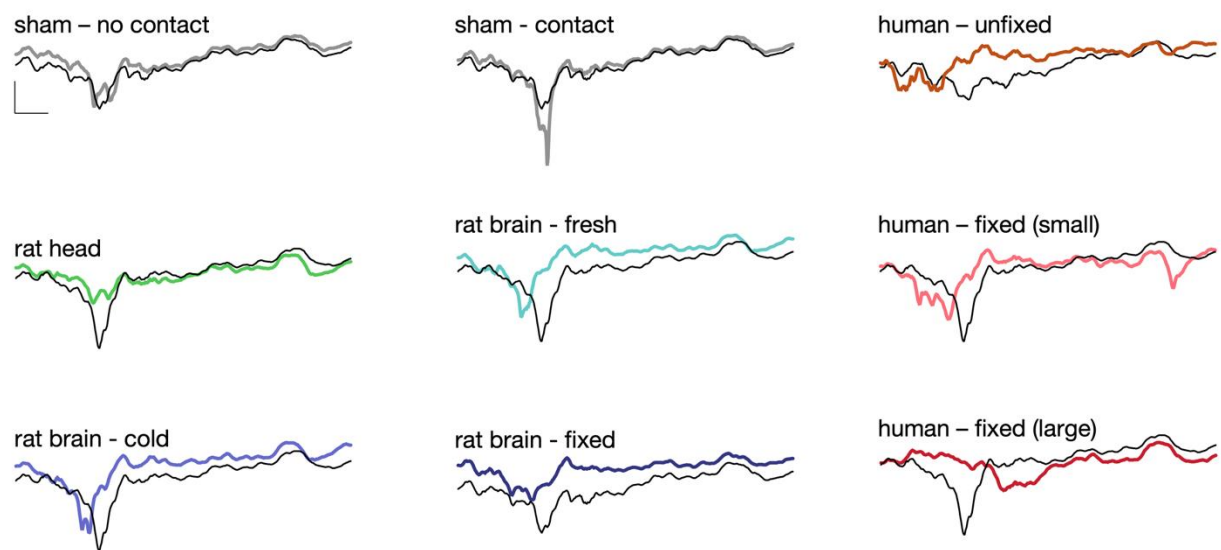 sham – no contact
sham - contact
human – unfixed
rat head
rat brain - fresh
human – fixed (small)
rat brain - cold
rat brain - fixed
human – fixed (large)